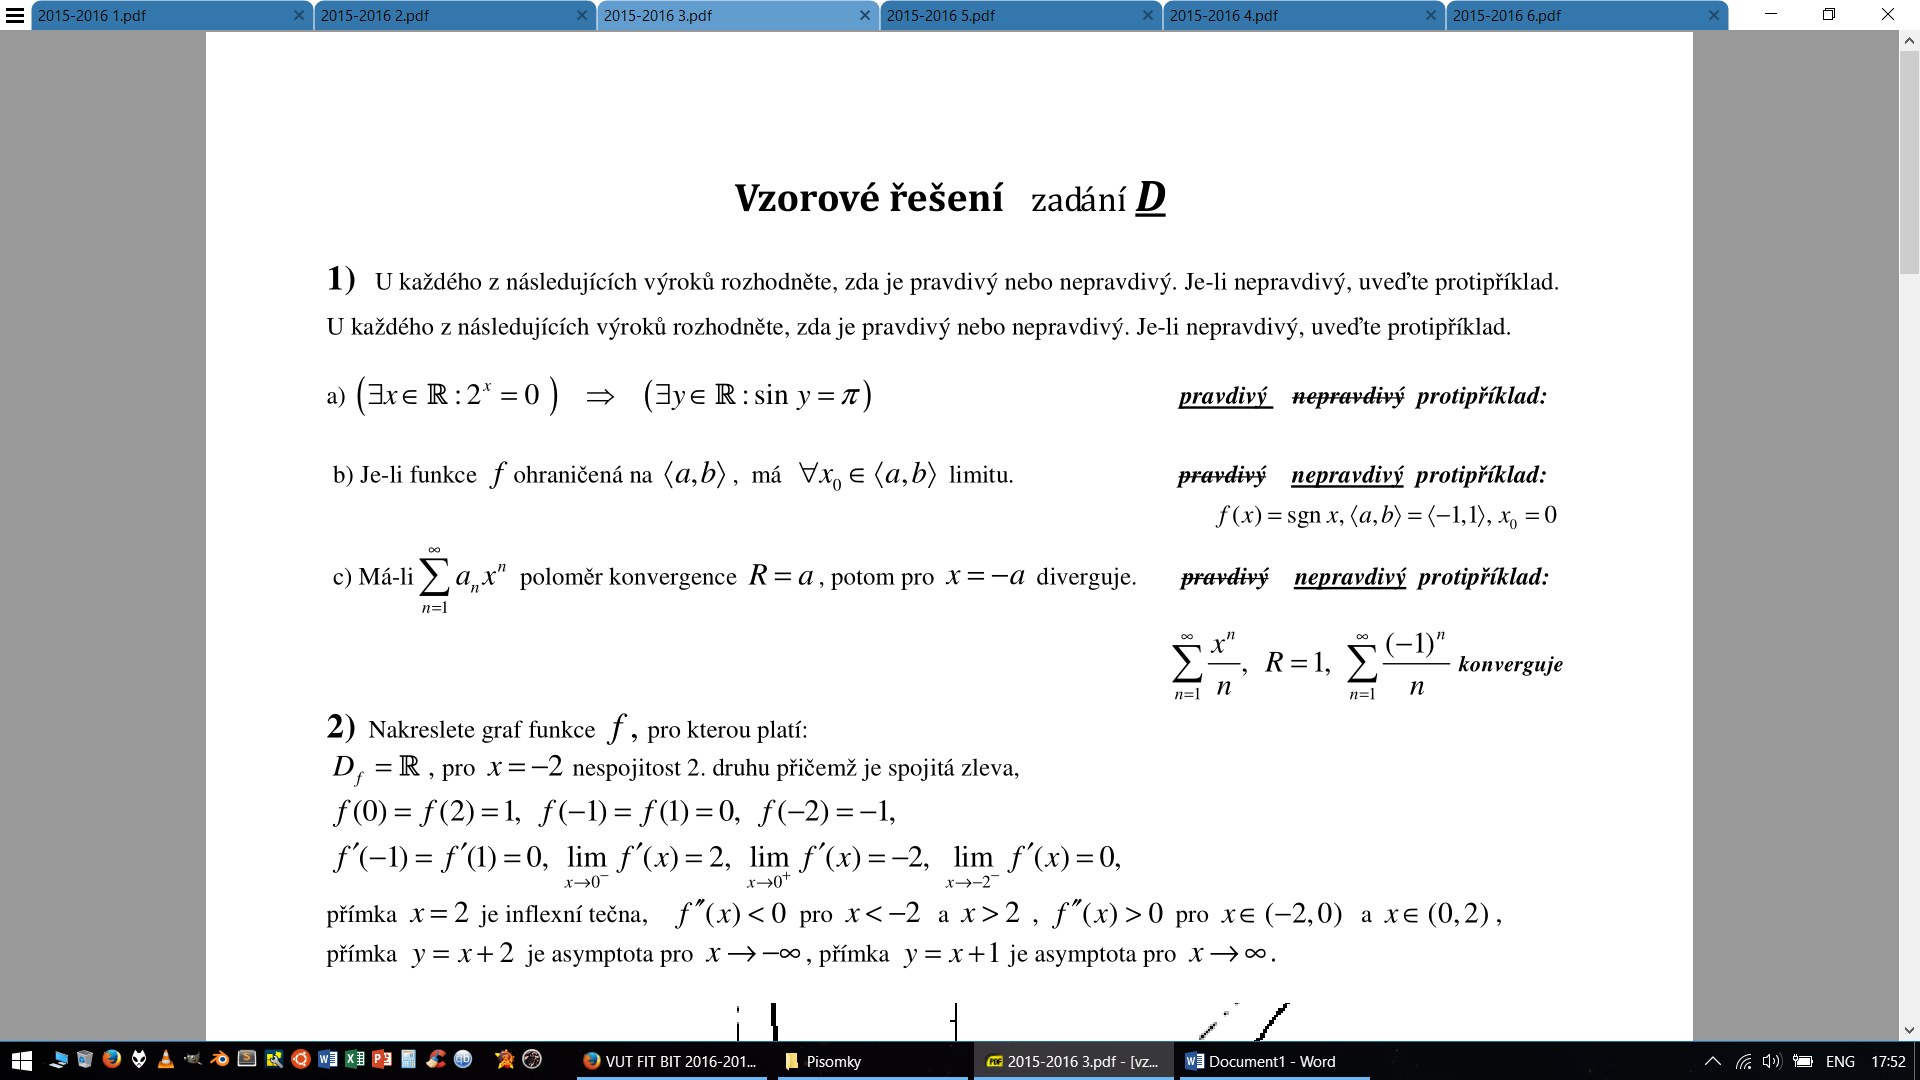 2015-2016 1.pdf 2015-2016 2.pdf 2015-2016 3.pdf 2015-2016 5.pdf 2015-2016 4.pdf 2015-2016 6.pdf
Vzorové řešení zadání D
1) U každého z následujících výroků rozhodněte, zda je pravdivý nebo nepravdivý. Je-li nepravdivý, uveďte protipříklad.
U každého z následujících výroků rozhodněte, zda je pravdivý nebo nepravdivý. Je-li nepravdivý, uveďte protipříklad.
a) (∃x ∈ ℝ : 2^x = 0) ⇒ (∃y ∈ ℝ : sin y = π) pravdivý nepravdivý protipříklad:
b) Je-li funkce f ohraničená na ⟨a,b⟩, má ∀x₀ ∈ ⟨a,b⟩ limitu. pravdivý nepravdivý protipříklad:
f(x) = sgn x, ⟨a,b⟩ = ⟨−1,1⟩, x₀ = 0
c) Má-li ∑_{n=1}^{∞} a_n x^n poloměr konvergence R = a, potom pro x = −a diverguje. pravdivý nepravdivý protipříklad:
∑_{n=1}^{∞} x^n/n, R = 1, ∑_{n=1}^{∞} (−1)^n/n konverguje
2) Nakreslete graf funkce f, pro kterou platí:
D_f = ℝ, pro x = −2 nespojitost 2. druhu přičemž je spojitá zleva,
f(0) = f(2) = 1, f(−1) = f(1) = 0, f(−2) = −1,
f′(−1) = f′(1) = 0, lim_{x→0⁻} f′(x) = 2, lim_{x→0⁺} f′(x) = −2, lim_{x→−2⁻} f′(x) = 0,
přímka x = 2 je inflexní tečna, f″(x) < 0 pro x < −2 a x > 2 , f″(x) > 0 pro x ∈ (−2,0) a x ∈ (0,2),
přímka y = x + 2 je asymptota pro x → −∞, přímka y = x + 1 je asymptota pro x → ∞.
VUT FIT BIT 2016-201... Pisomky 2015-2016 3.pdf - [vz... Document1 - Word ENG 17:52